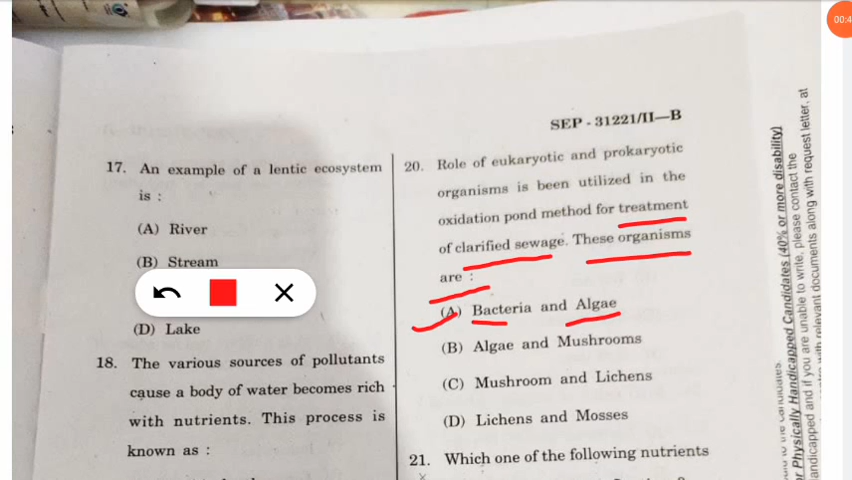 00:4
SEP - 31221/II—B
17. An example of a lentic ecosystem
is :
(A) River
(B) Stream
(D) Lake
18. The various sources of pollutants
cause a body of water becomes rich
with nutrients. This process is
known as :
20. Role of eukaryotic and prokaryotic
organisms is been utilized in the
oxidation pond method for treatment
of clarified sewage. These organisms
are :
(A) Bacteria and Algae
(B) Algae and Mushrooms
(C) Mushroom and Lichens
(D) Lichens and Mosses
21. Which one of the following nutrients
Physically Handicapped Candidates (40% or more disability)
andicapped and if you are unable to write, please contact the
relevant documents along with request letter, at